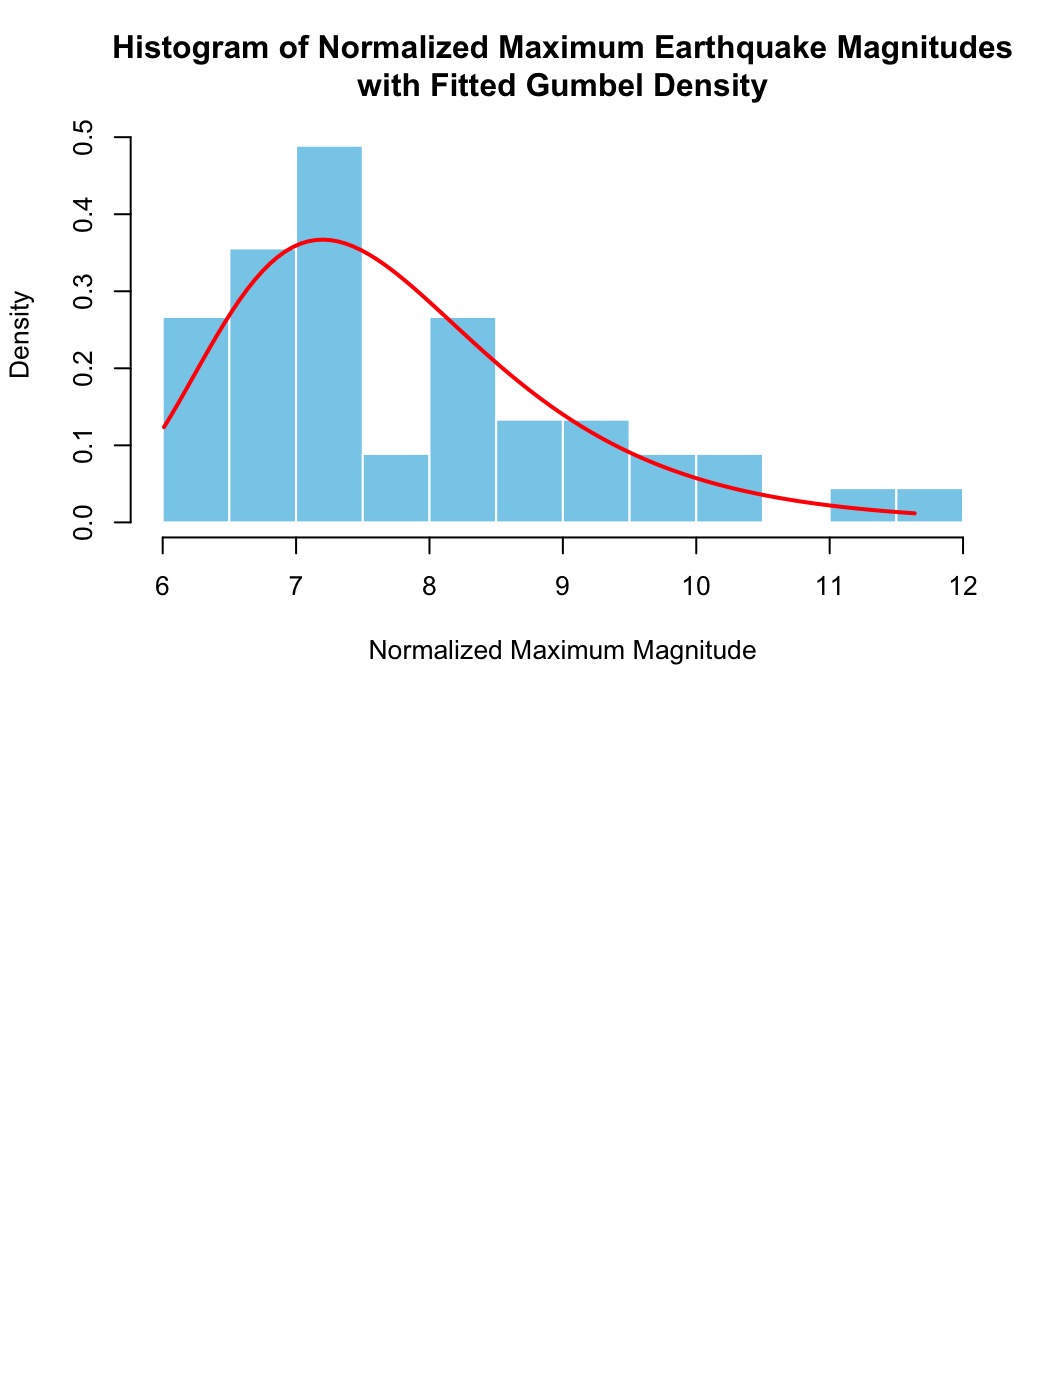 Histogram of Normalized Maximum Earthquake Magnitudes
with Fitted Gumbel Density
Density
0.5
0.4
0.3
0.2
0.1
0.0
6 7 8 9 10 11 12
Normalized Maximum Magnitude